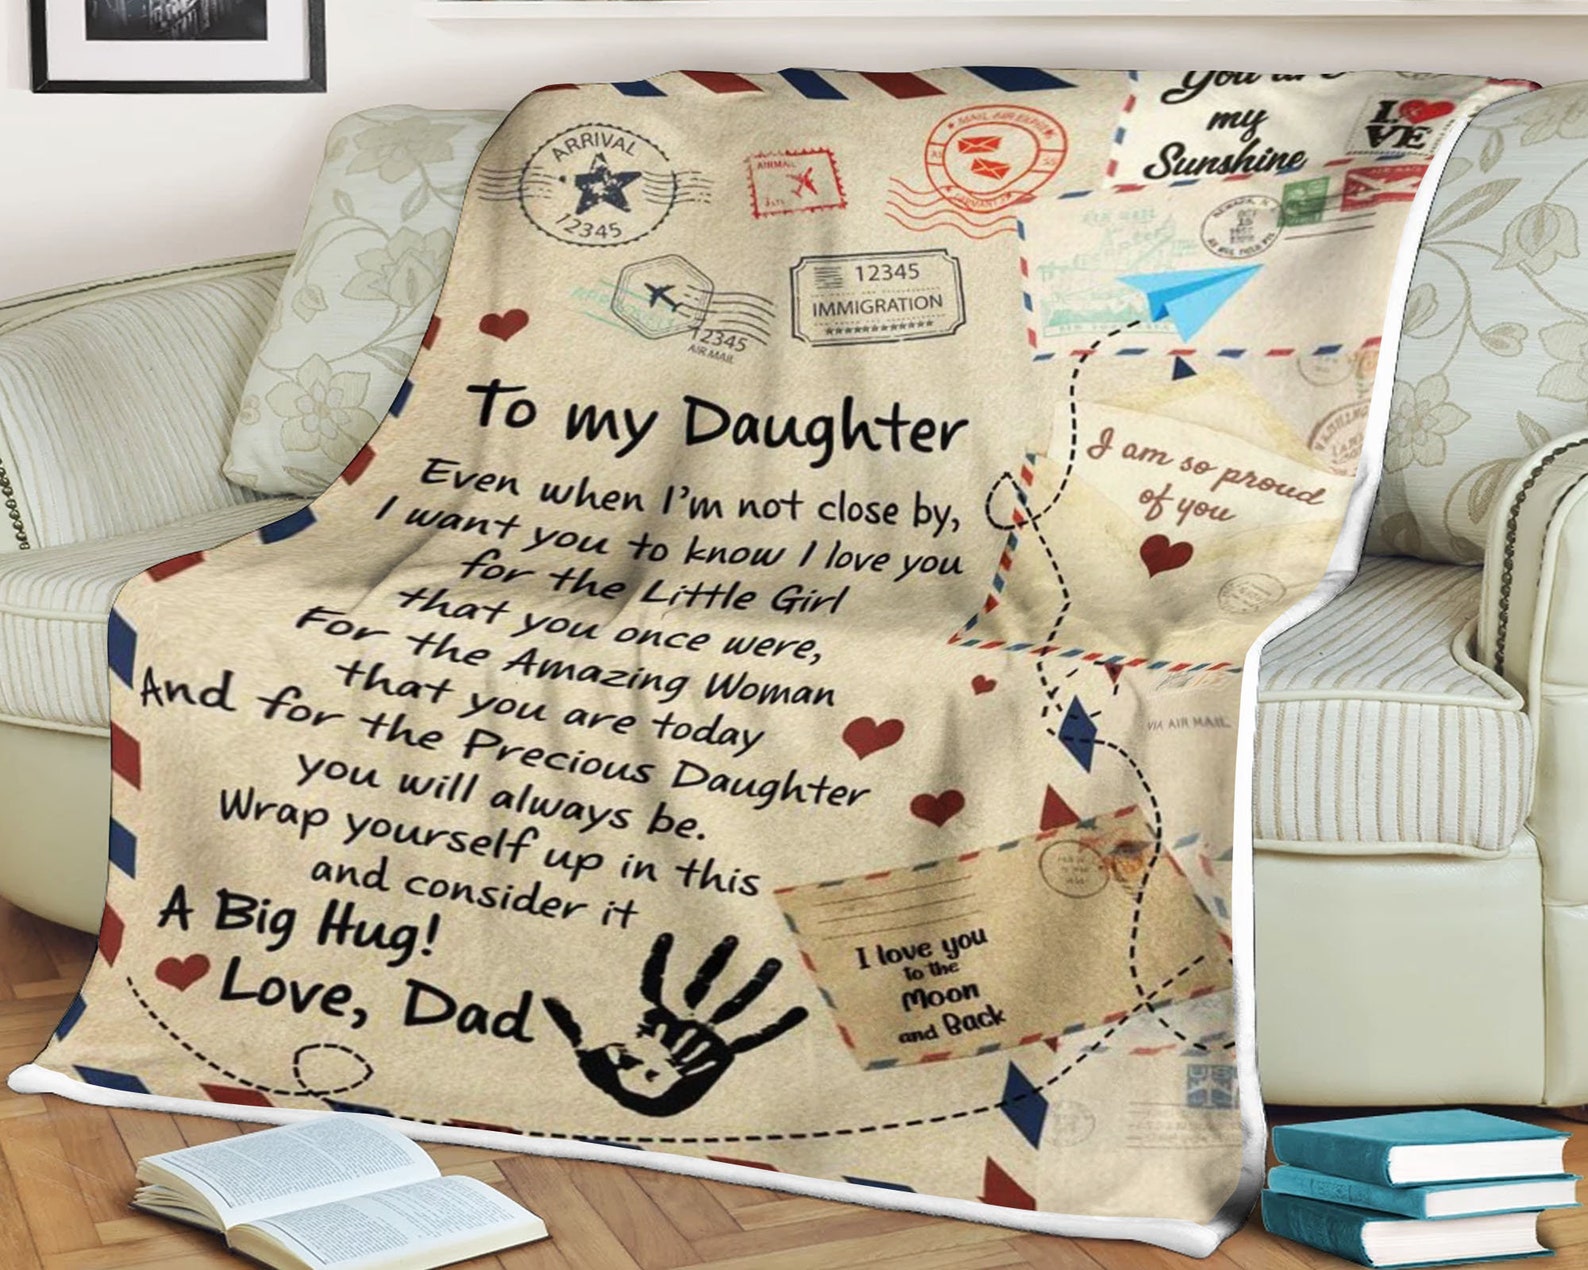 ARRIVAL
12345
AIRMAIL
12345
AIR MAIL
12345
IMMIGRATION
You are
my
Sunshine
LOVE
I am so proud
of you
To my Daughter
Even when I'm not close by,
I want you to know I love you
for the Little Girl
that you once were,
For the Amazing Woman
that you are today
And for the Precious Daughter
you will always be.
Wrap yourself up in this
and consider it
A Big Hug!
Love, Dad
VIA AIR MAIL
I love you
to the
Moon
and Back